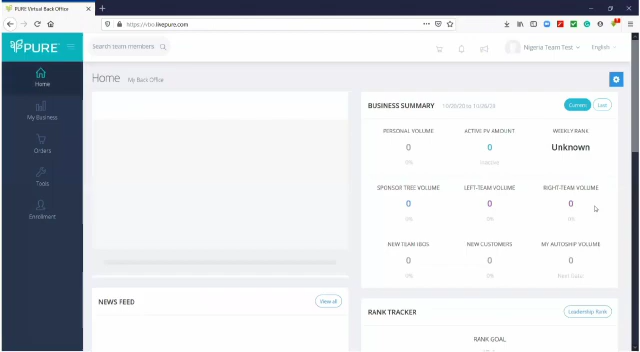 PURE Virtual Back Office
https://vbo.livepure.com
PURE
Search team members
Nigeria Team Test
English
Home
My Business
Orders
Tools
Enrollment
Home My Back Office
BUSINESS SUMMARY
Current
Last
PERSONAL VOLUME
ACTIVE PV AMOUNT
WEEKLY RANK
0
0
Unknown
0%
Inactive
SPONSOR TREE VOLUME
LEFT-TEAM VOLUME
RIGHT-TEAM VOLUME
0
0
0
0%
0%
0%
NEW TEAM IBOS
NEW CUSTOMERS
MY AUTOSHIP VOLUME
0
0
0
0%
0%
NEWS FEED
View all
RANK TRACKER
Leadership Rank
RANK GOAL